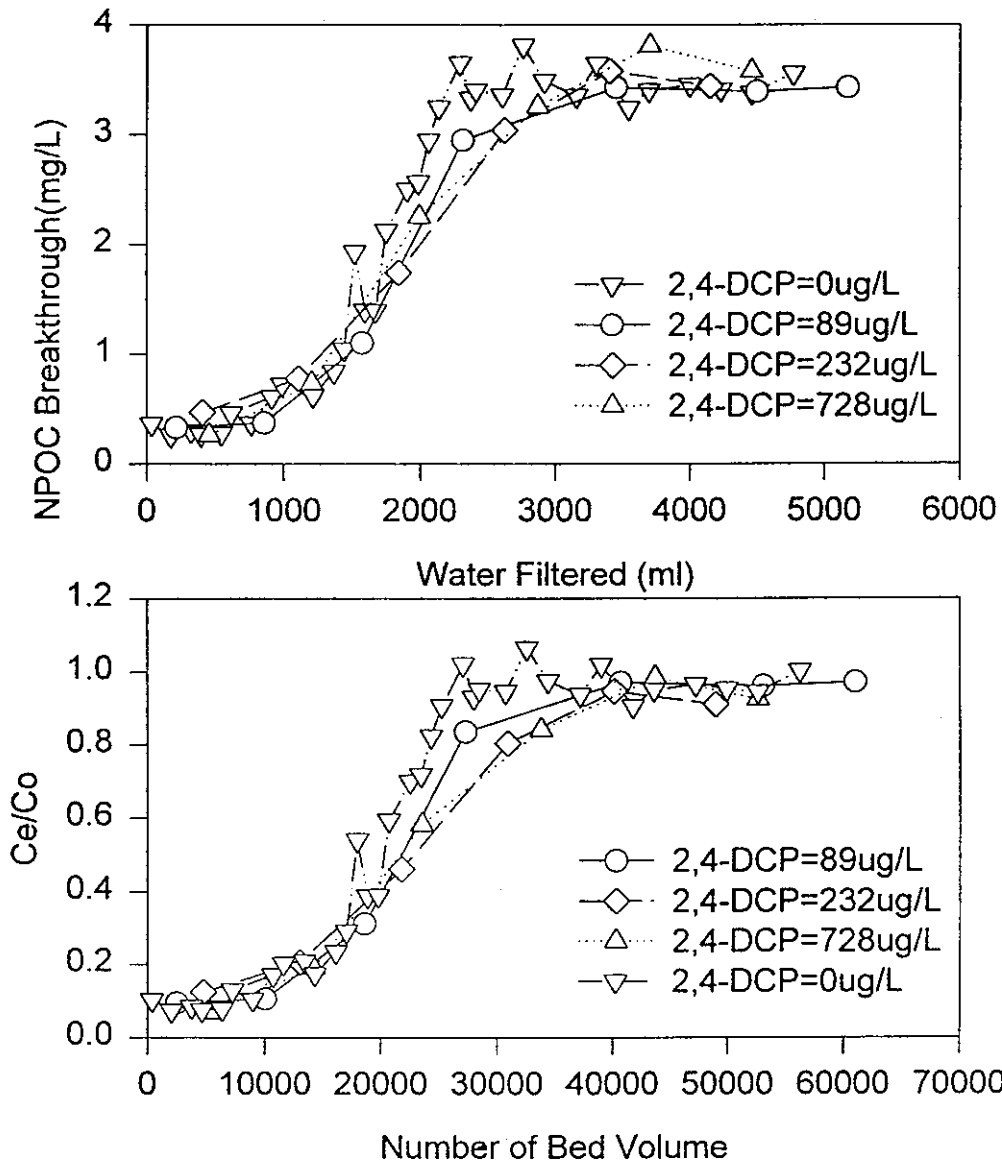 4
3
2
1
0
NPOC Breakthrough(mg/L)
2,4-DCP=0ug/L
2,4-DCP=89ug/L
2,4-DCP=232ug/L
2,4-DCP=728ug/L
0 1000 2000 3000 4000 5000 6000
Water Filtered (ml)
1.2
1.0
0.8
0.6
0.4
0.2
0.0
Ce/Co
2,4-DCP=89ug/L
2,4-DCP=232ug/L
2,4-DCP=728ug/L
2,4-DCP=0ug/L
0 10000 20000 30000 40000 50000 60000 70000
Number of Bed Volume